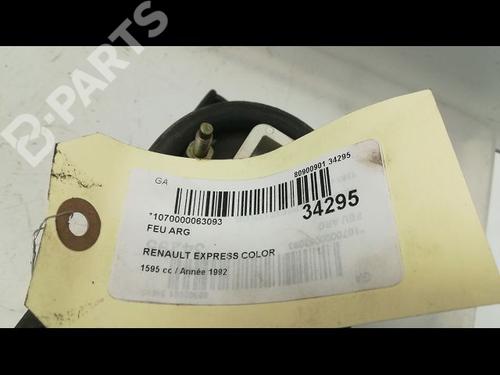 B-PARTS
GA
80900901 34295
34295
*1070000063093
FEU ARG
RENAULT EXPRESS COLOR
1595 cc / Année 1992